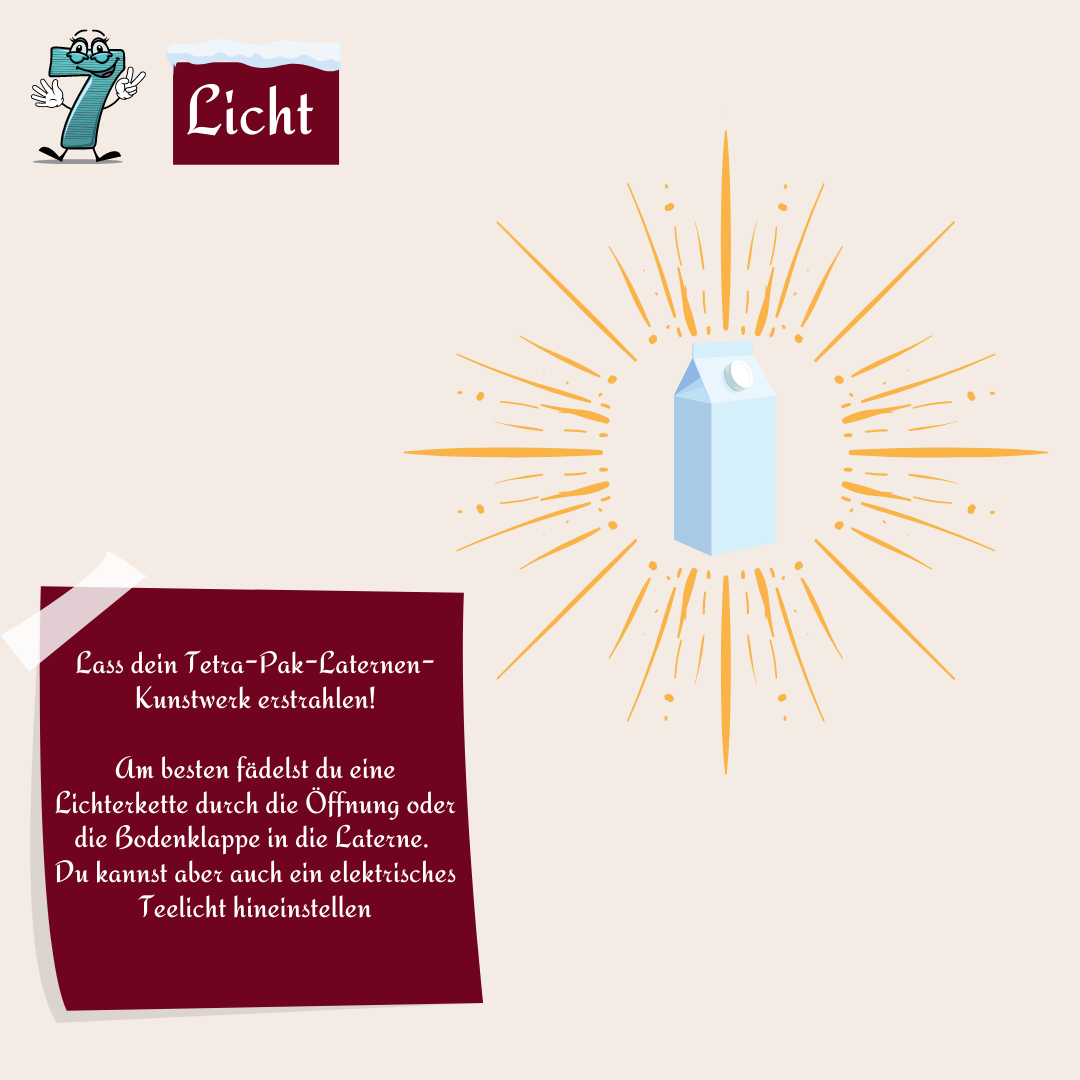 7
Licht
Lass dein Tetra-Pak-Laternen-
Kunstwerk erstrahlen!
Am besten fädelst du eine
Lichterkette durch die Öffnung oder
die Bodenklappe in die Laterne.
Du kannst aber auch ein elektrisches
Teelicht hineinstellen